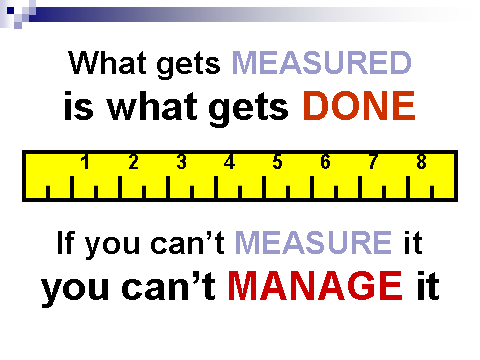 What gets MEASURED
is what gets DONE
1 2 3 4 5 6 7 8
If you can't MEASURE it
you can't MANAGE it